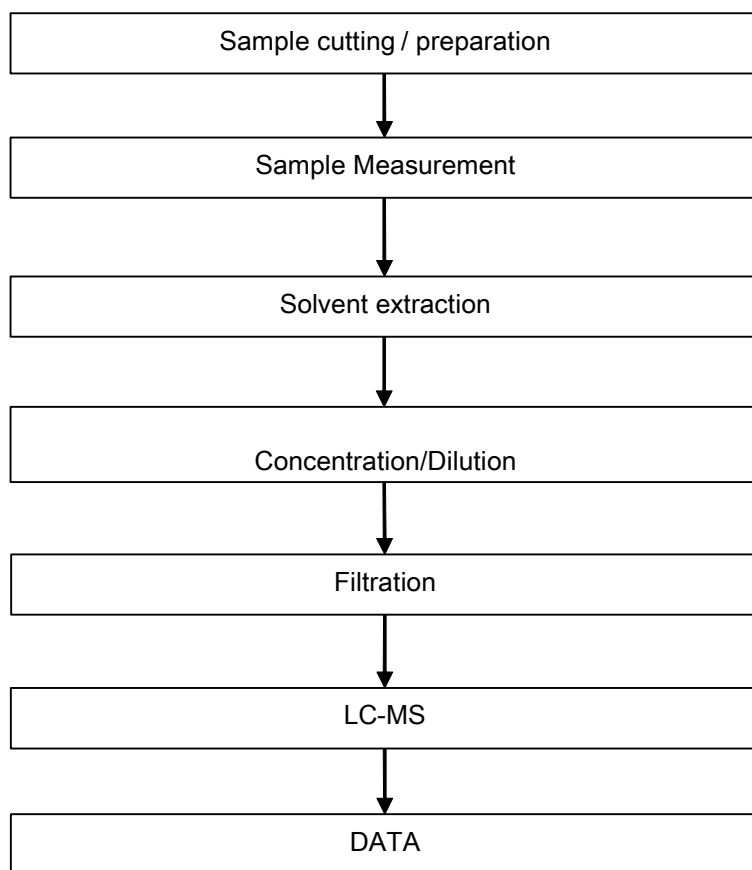 Sample cutting / preparation
Sample Measurement
Solvent extraction
Concentration/Dilution
Filtration
LC-MS
DATA